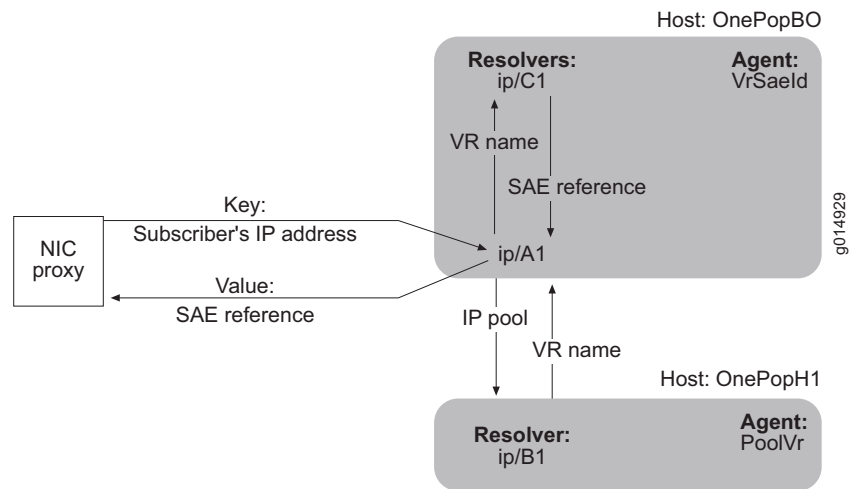 Host: OnePopBO
Resolvers:
ip/C1
Agent:
VrSaeId
VR name
SAE reference
Key:
Subscriber's IP address
NIC
proxy
ip/A1
Value:
SAE reference
IP pool
VR name
g014929
Host: OnePopH1
Resolver:
ip/B1
Agent:
PoolVr